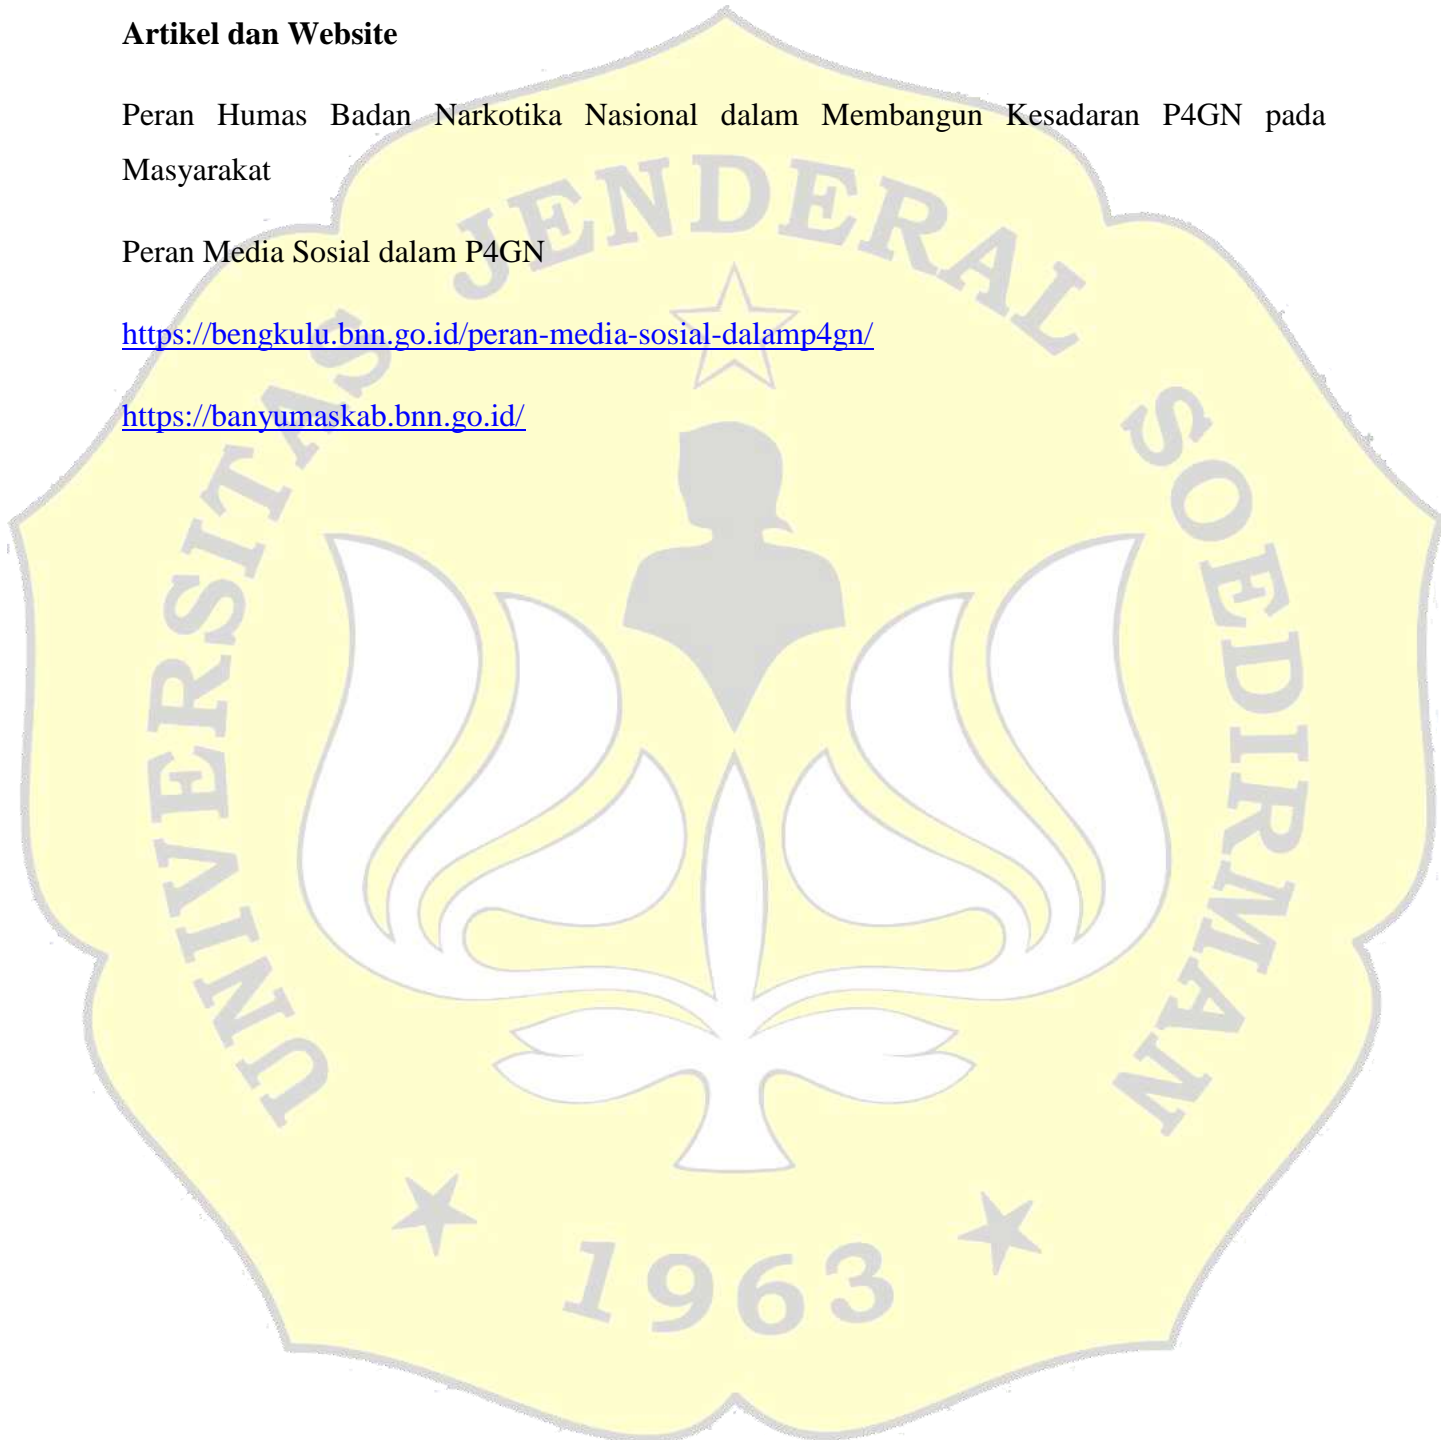 Artikel dan Website
Peran Humas Badan Narkotika Nasional dalam Membangun Kesadaran P4GN pada
Masyarakat
Peran Media Sosial dalam P4GN
https://bengkulu.bnn.go.id/peran-media-sosial-dalamp4gn/
https://banyumaskab.bnn.go.id/
UNIVERSITAS JENDERAL SOEDIRMAN
1963